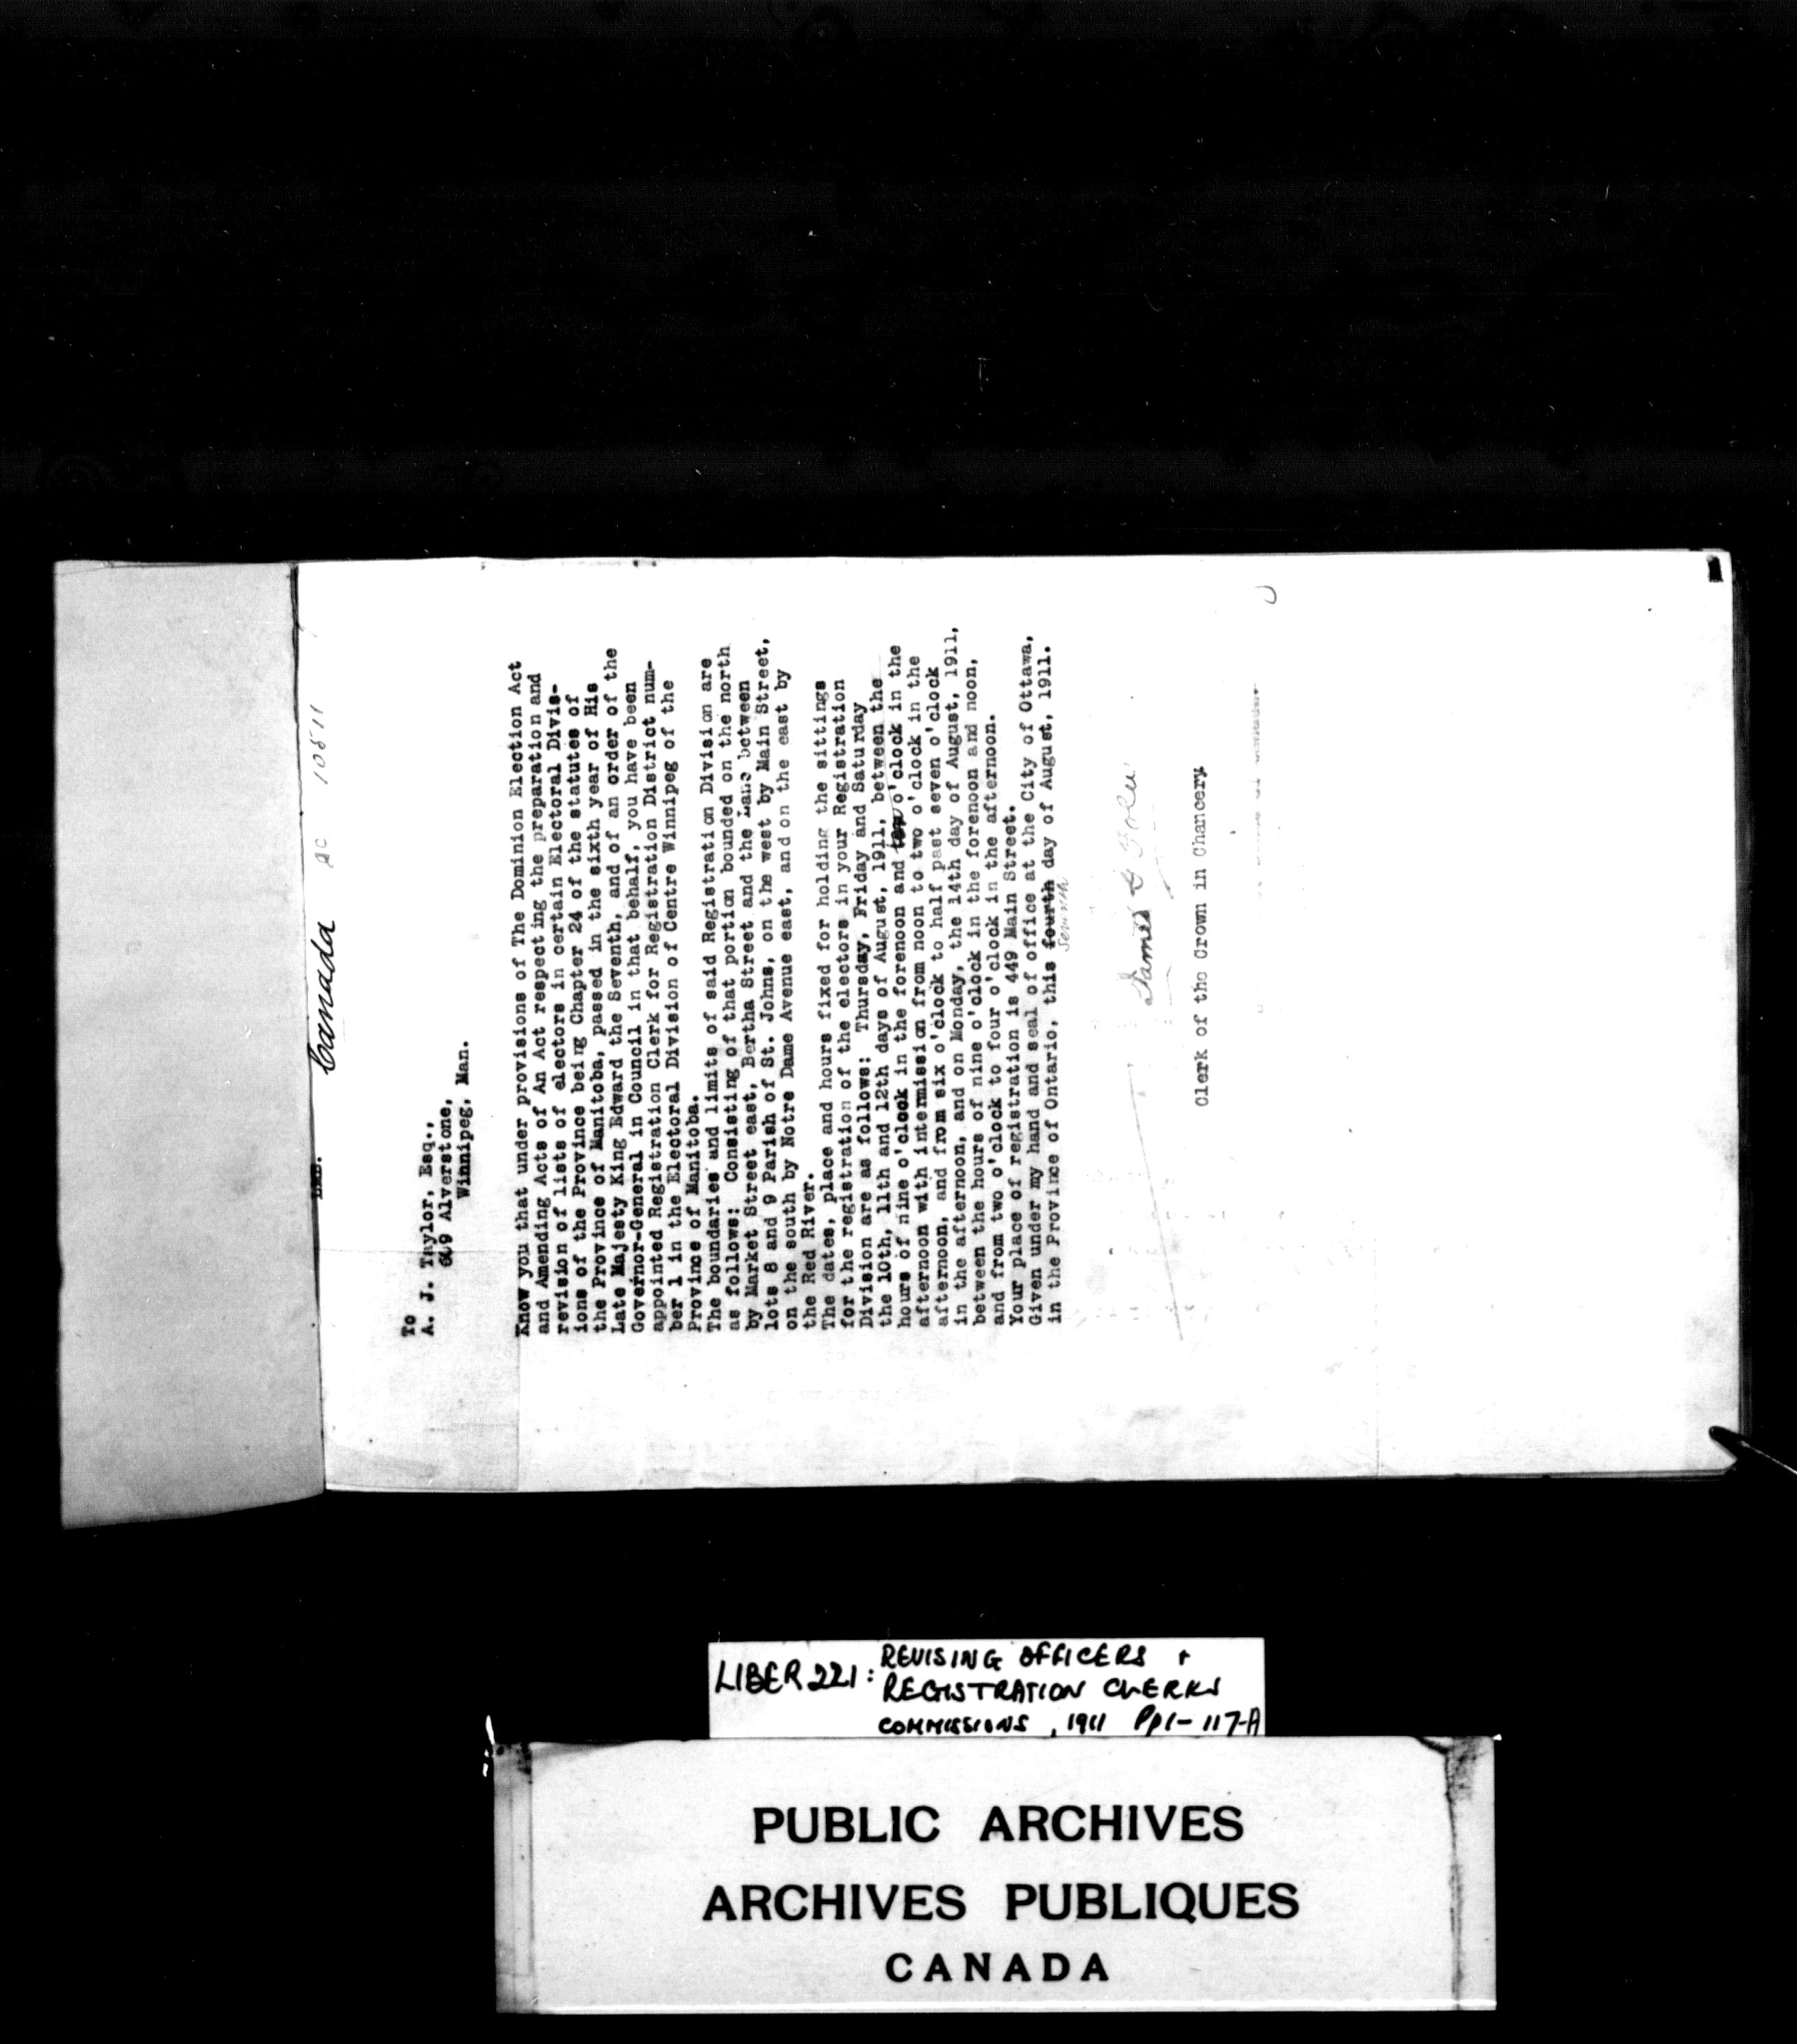 Canada
To
A. J. Taylor, Esq.,
609 Alverstone,
Winnipeg, Man.
Know you that under provisions of The Dominion Election Act
and Amending Acts of An Act respecting the preparation and
revision of lists of electors in certain Electoral Divis-
ions of the Province being Chapter 24 of the statutes of
the Province of Manitoba, passed in the sixth year of His
Late Majesty King Edward the Seventh, and of an order of the
Governor-General in Council in that behalf, you have been
appointed Registration Clerk for Registration District num-
ber 1 in the Electoral Division of Centre Winnipeg of the
Province of Manitoba.
The boundaries and limits of said Registration Division are
as follows: Consisting of that portion bounded on the north
by Market Street east, Bertha Street and the Lane between
lots 8 and 9 Parish of St. Johns, on the west by Main Street,
on the south by Notre Dame Avenue east, and on the east by
the Red River.
The dates, place and hours fixed for holding the sittings
for the registration of the electors in your Registration
Division are as follows: Thursday, Friday and Saturday
the 10th, 11th and 12th days of August, 1911, between the
hours of nine o'clock in the forenoon and o'clock in the
afternoon with intermission from noon to two o'clock in the
afternoon, and from six o'clock to half past seven o'clock
in the afternoon, and on Monday, the 14th day of August, 1911,
between the hours of nine o'clock in the forenoon and noon,
and from two o'clock to four o'clock in the afternoon.
Your place of registration is 449 Main Street.
Given under my hand and seal of office at the City of Ottawa,
in the Province of Ontario, this fourth day of August, 1911.
Seventh
James G Foley
Clerk of the Crown in Chancery.
LIBER 221: REVISING OFFICERS +
REGISTRATION CLERKS
COMMISSIONS, 1911 Pp1-117-A
PUBLIC ARCHIVES
ARCHIVES PUBLIQUES
CANADA